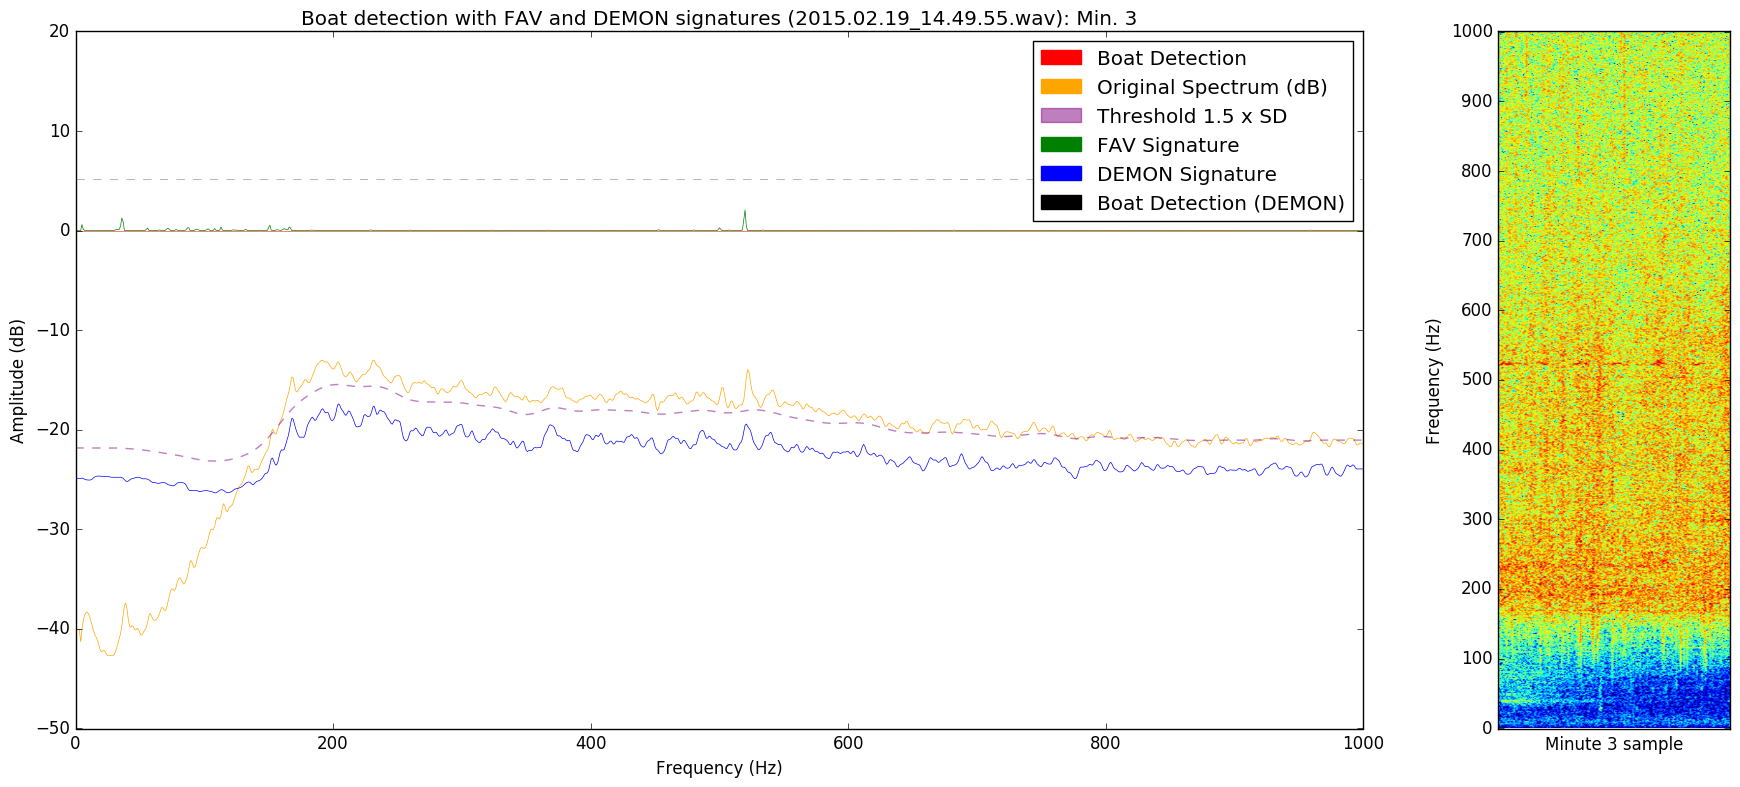 Boat detection with FAV and DEMON signatures (2015.02.19_14.49.55.wav): Min. 3
20
10
0
−10
−20
−30
−40
−50
Amplitude (dB)
0 200 400 600 800 1000
Frequency (Hz)
Boat Detection
Original Spectrum (dB)
Threshold 1.5 x SD
FAV Signature
DEMON Signature
Boat Detection (DEMON)
1000
900
800
700
600
500
400
300
200
100
0
Frequency (Hz)
Minute 3 sample